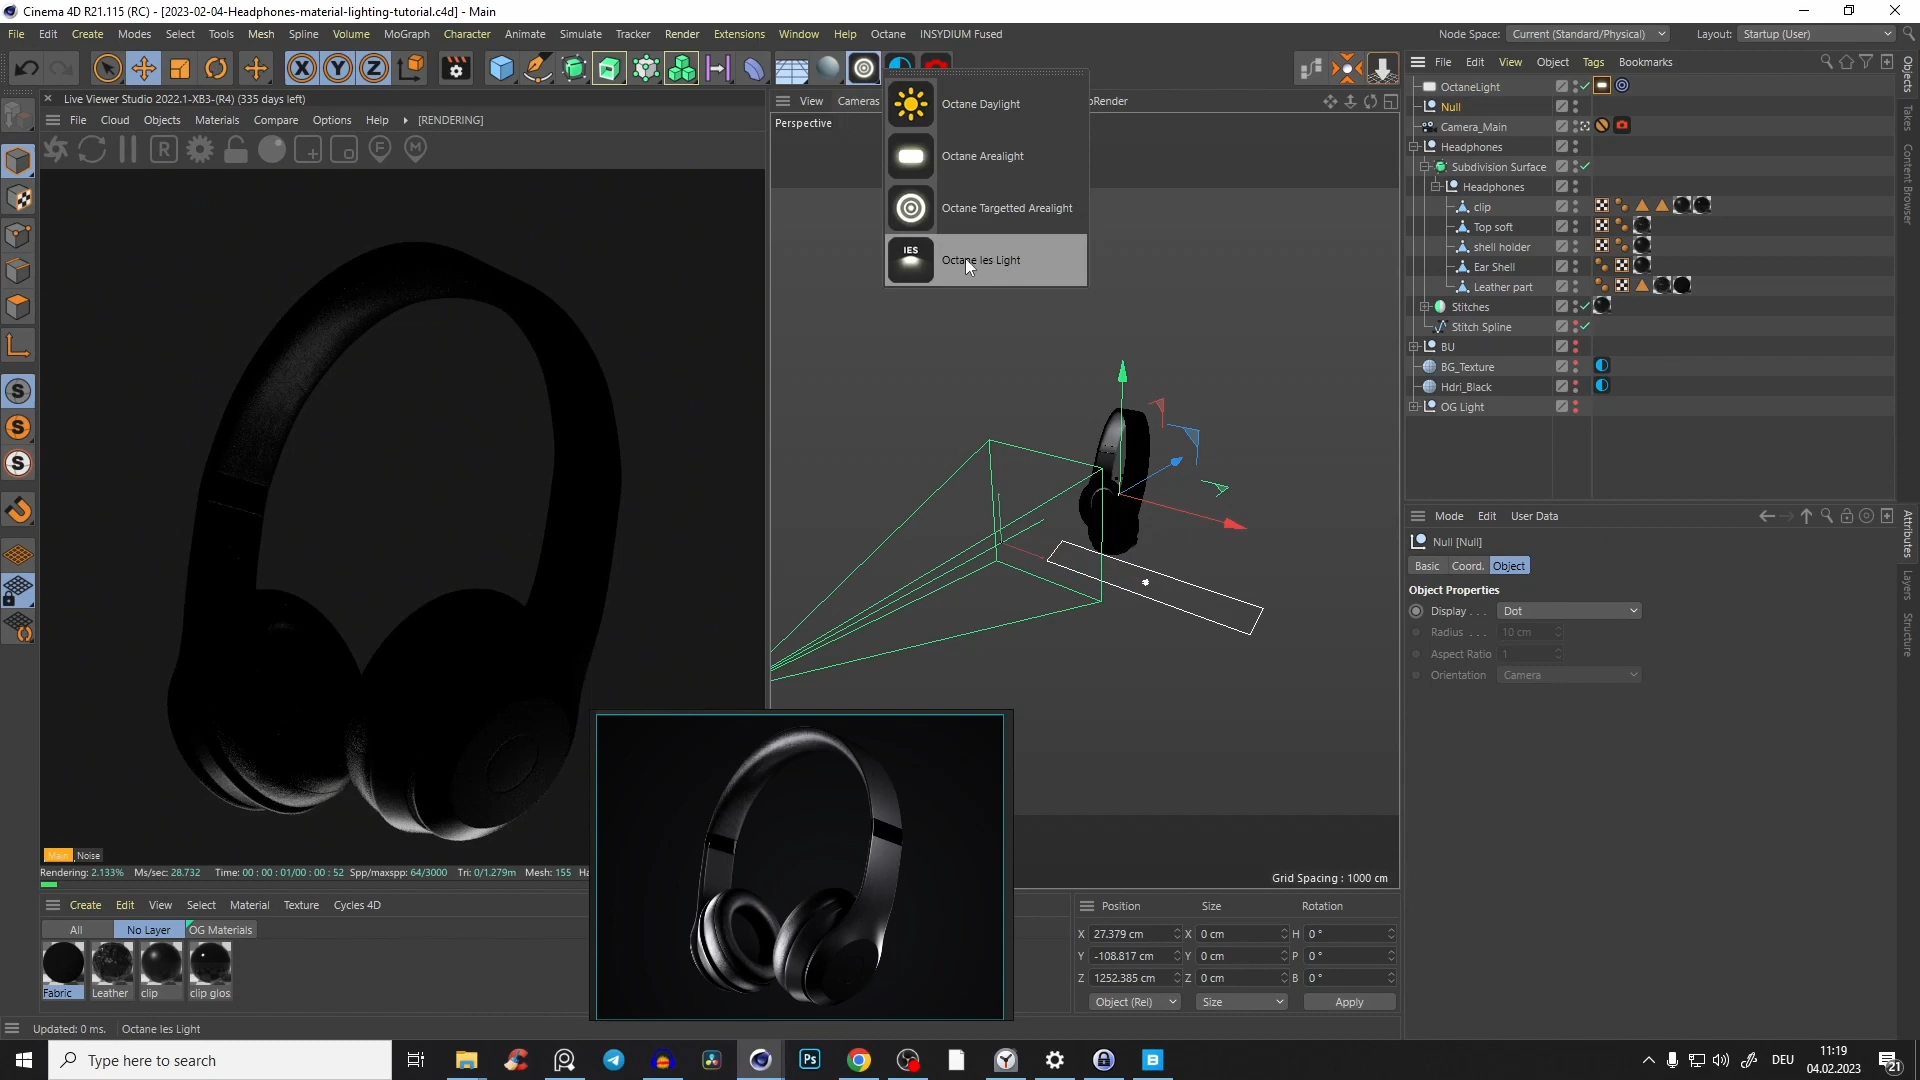 Cinema 4D R21.115 (RC) - [2023-02-04-Headphones-material-lighting-tutorial.c4d] - Main
File Edit Create Modes Select Tools Mesh Spline Volume MoGraph Character Animate Simulate Tracker Render Extensions Window Help Octane INSYDIUM Fused
Node Space: Current (Standard/Physical) Layout: Startup (User)
Live Viewer Studio 2022.1-XB3-(R4) (335 days left)
File Cloud Objects Materials Compare Options Help [RENDERING]
View Cameras oRender
Perspective
Octane Daylight
Octane Arealight
Octane Targetted Arealight
IES
Octane Ies Light
Grid Spacing : 1000 cm
File Edit View Object Tags Bookmarks
OctaneLight
Null
Camera_Main
Headphones
Subdivision Surface
Headphones
clip
Top soft
shell holder
Ear Shell
Leather part
Stitches
Stitch Spline
BU
BG_Texture
Hdri_Black
OG Light
Objects
Takes
Content Browser
Mode Edit User Data
Null [Null]
Basic Coord. Object
Object Properties
Display . . . Dot
Radius . . . 10 cm
Aspect Ratio 1
Orientation Camera
Attributes
Layers
Structure
Main Noise
Rendering: 2.133% Ms/sec: 28.732 Time: 00 : 00 : 01/00 : 00 : 52 Spp/maxspp: 64/3000 Tri: 0/1.279m Mesh: 155 Ha
Create Edit View Select Material Texture Cycles 4D
All No Layer OG Materials
Fabric Leather clip clip glos
Position Size Rotation
X 27.379 cm X 0 cm H 0 °
Y -108.817 cm Y 0 cm P 0 °
Z 1252.385 cm Z 0 cm B 0 °
Object (Rel) Size Apply
Updated: 0 ms. Octane Ies Light
Type here to search
Ps
DEU
11:19
04.02.2023
21